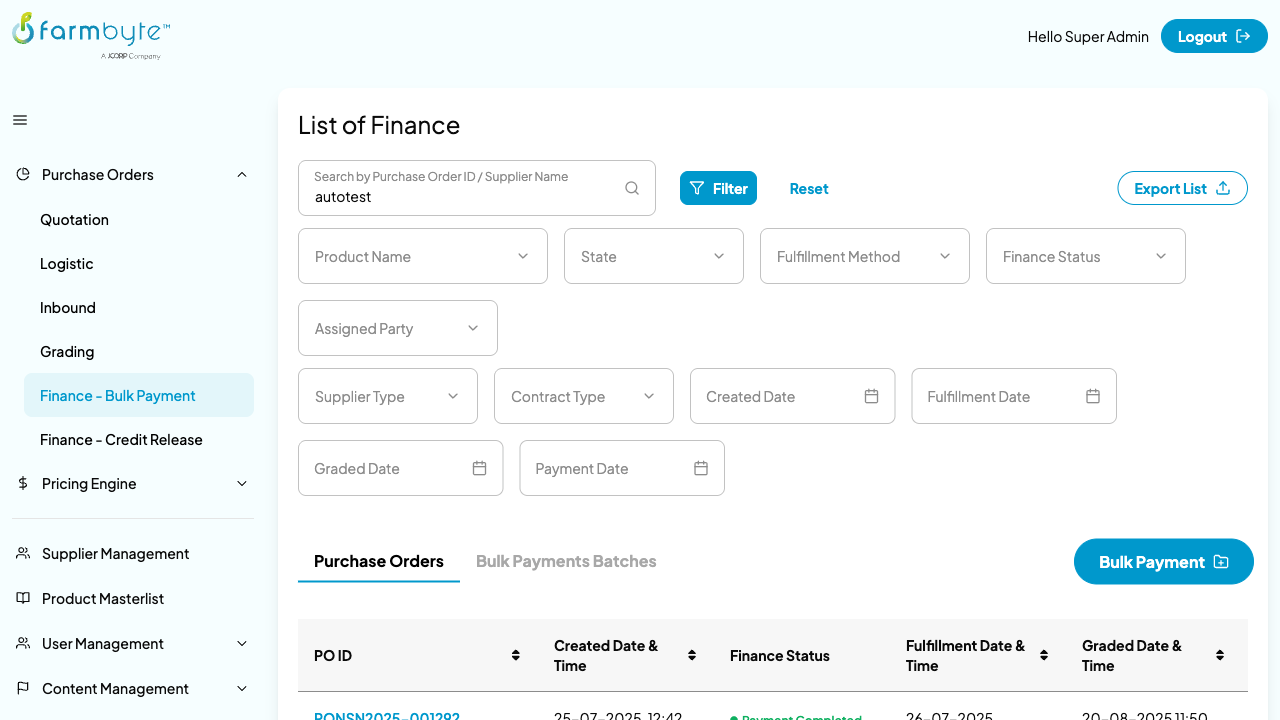 farmbyte™
A JCORP Company
Hello Super Admin
Logout
List of Finance
Search by Purchase Order ID / Supplier Name
autotest
Filter
Reset
Export List
Product Name
State
Fulfillment Method
Finance Status
Assigned Party
Supplier Type
Contract Type
Created Date
Fulfillment Date
Graded Date
Payment Date
Purchase Orders
Quotation
Logistic
Inbound
Grading
Finance - Bulk Payment
Finance - Credit Release
Pricing Engine
Supplier Management
Product Masterlist
User Management
Content Management
Purchase Orders
Bulk Payments Batches
Bulk Payment
PO ID
Created Date &
Time
Finance Status
Fulfillment Date &
Time
Graded Date &
Time
PONSN2025-001292
25-07-2025, 12:42
Payment Completed
26-07-2025
20-08-2025 11:50